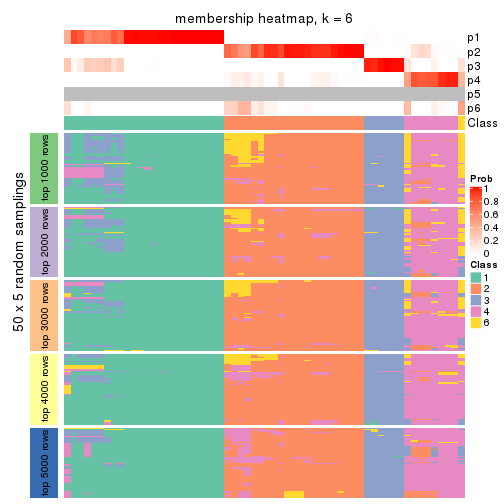 membership heatmap, k = 6
p1
p2
p3
p4
p5
p6
Class
50 x 5 random samplings
top 1000 rows
top 2000 rows
top 3000 rows
top 4000 rows
top 5000 rows
Prob
1
0.8
0.6
0.4
0.2
0
Class
1
2
3
4
6